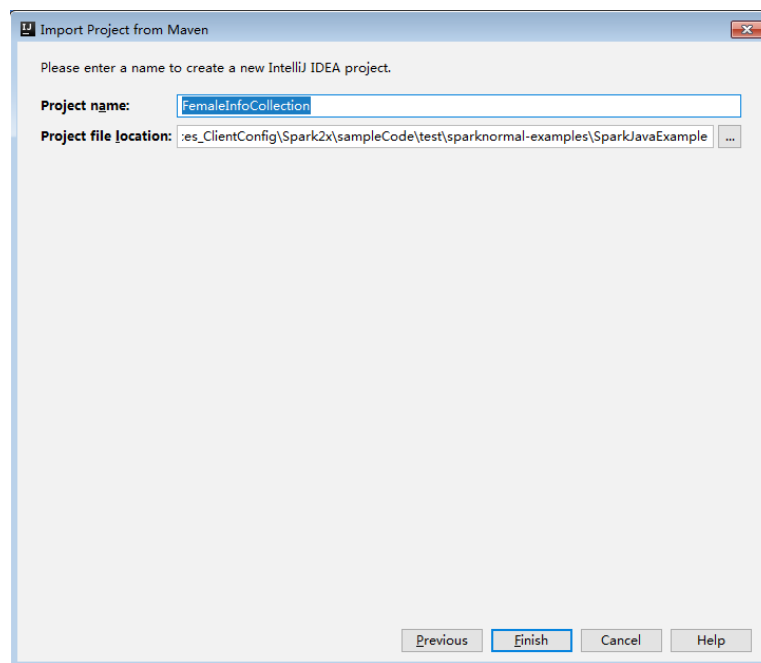 Import Project from Maven
Please enter a name to create a new IntelliJ IDEA project.
Project name: FemaleInfoCollection
Project file location: :es_ClientConfig\Spark2x\sampleCode\test\sparknormal-examples\SparkJavaExample ...
Previous Finish Cancel Help